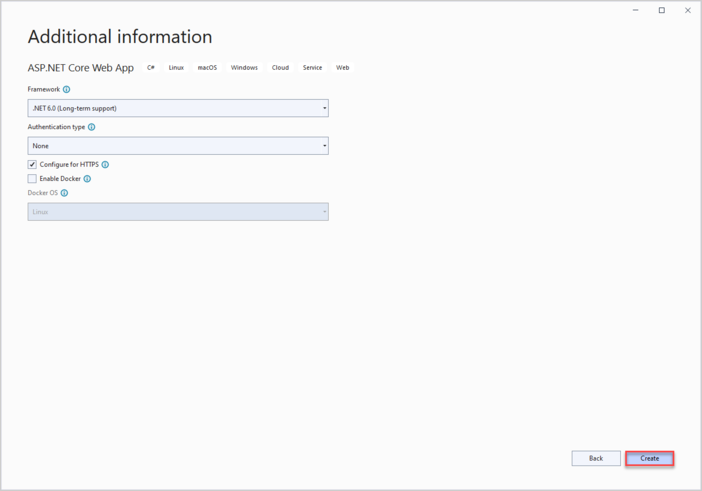 Additional information
ASP.NET Core Web App C# Linux macOS Windows Cloud Service Web
Framework
.NET 6.0 (Long-term support)
Authentication type
None
Configure for HTTPS
Enable Docker
Docker OS
Linux
Back Create